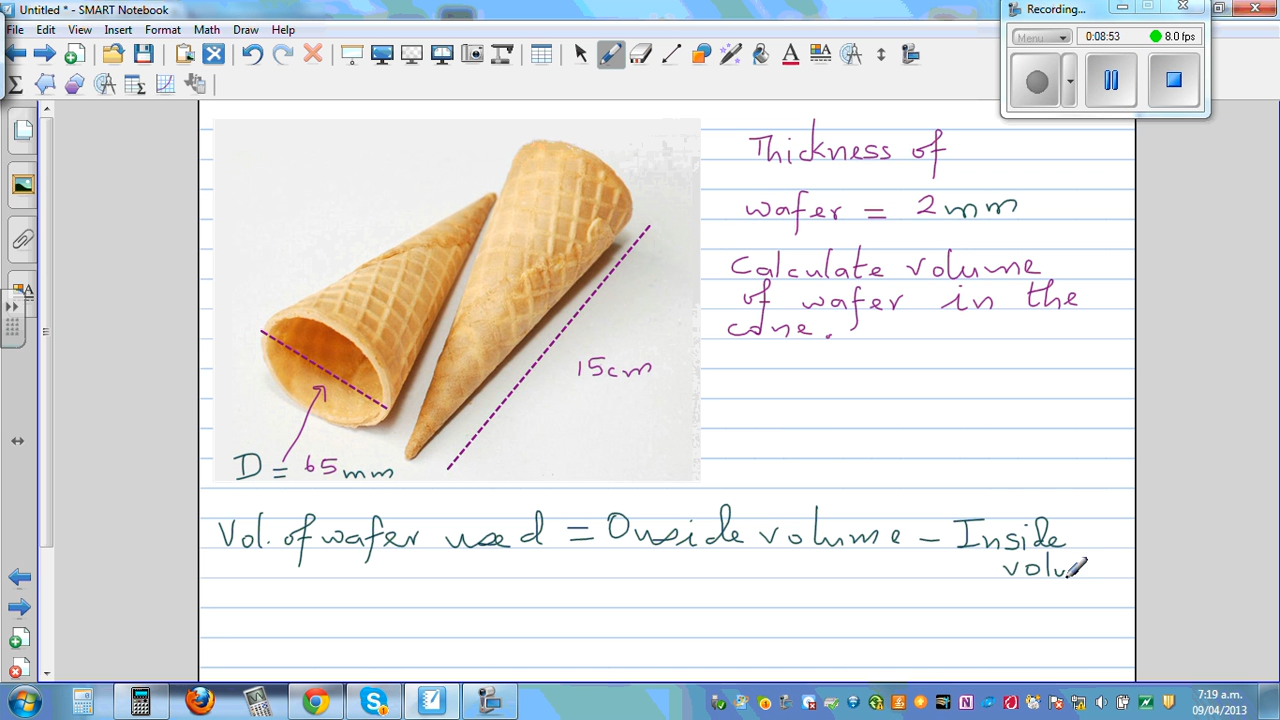 Untitled * - SMART Notebook
Recording...
File Edit View Insert Format Math Draw Help
Menu
0:08:53
8.0 fps
Thickness of
wafer = 2mm
Calculate volume
of wafer in the
cone.
15cm
D = 65mm
Vol. of wafer used = Ouside volume - Inside
volu
7:19 a.m.
09/04/2013